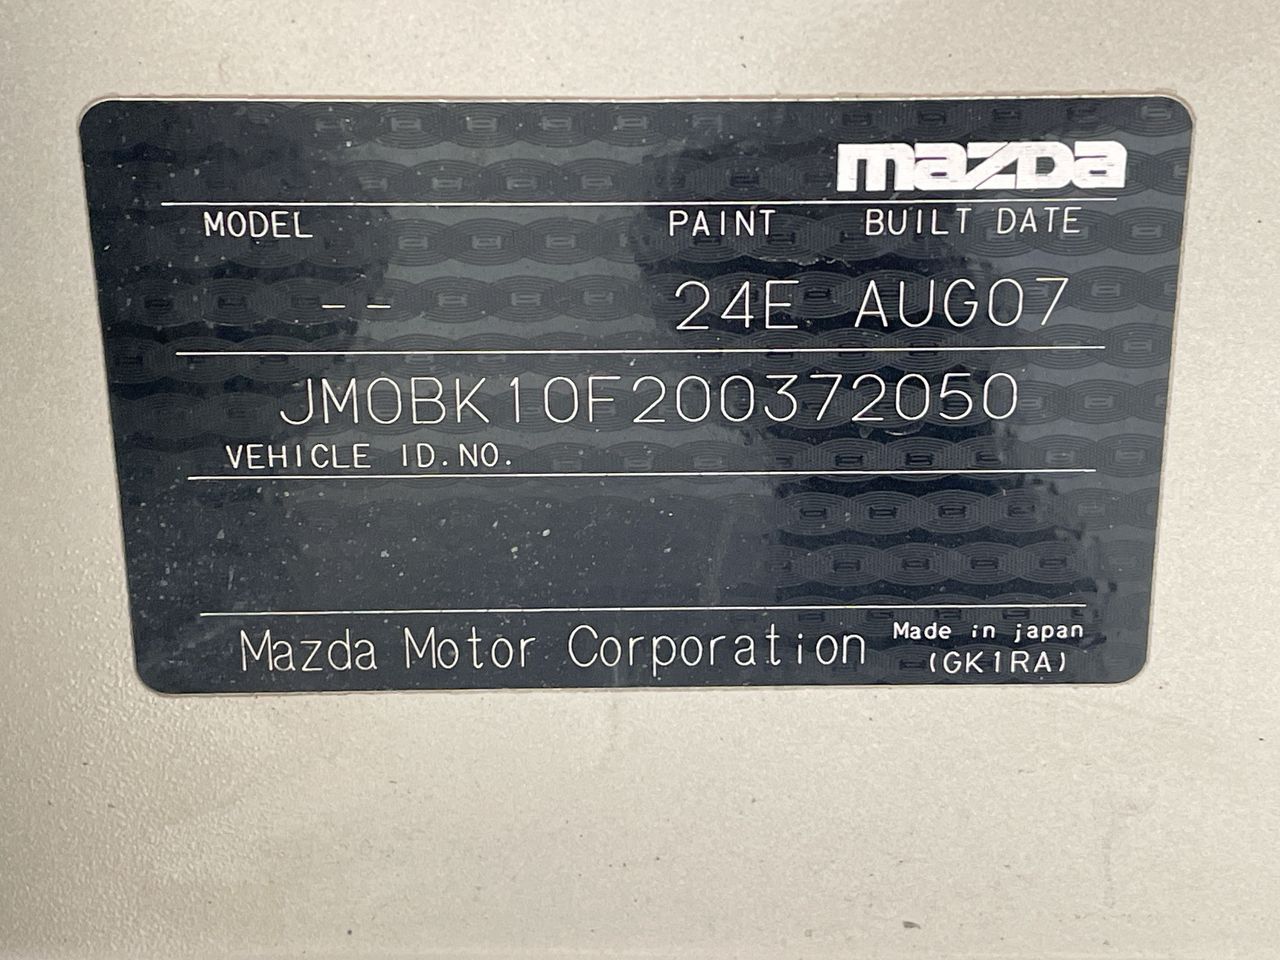 mazda
MODEL PAINT BUILT DATE
-- 24E AUG07
JM0BK10F200372050
VEHICLE ID.NO.
Mazda Motor Corporation Made in japan
(GK1RA)